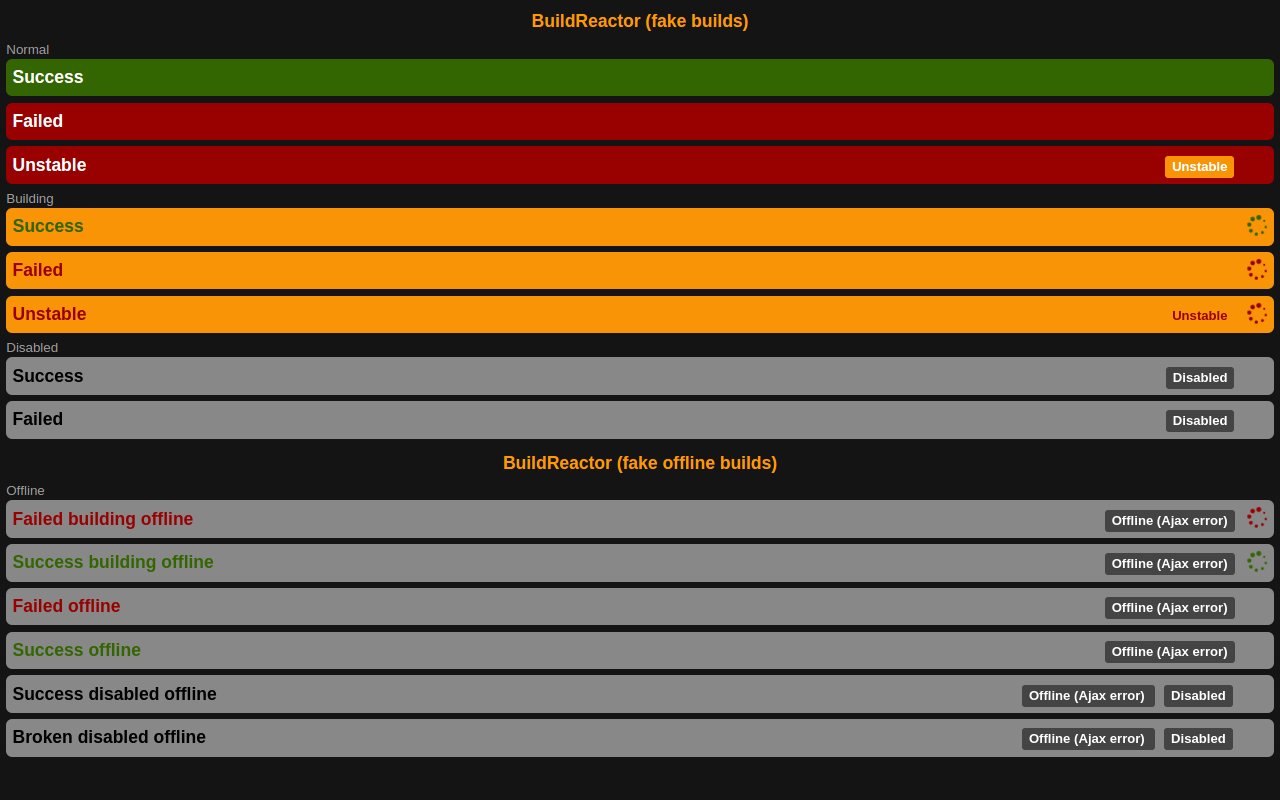 BuildReactor (fake builds)
Normal
Success
Failed
Unstable Unstable
Building
Success
Failed
Unstable Unstable
Disabled
Success Disabled
Failed Disabled
BuildReactor (fake offline builds)
Offline
Failed building offline Offline (Ajax error)
Success building offline Offline (Ajax error)
Failed offline Offline (Ajax error)
Success offline Offline (Ajax error)
Success disabled offline Offline (Ajax error) Disabled
Broken disabled offline Offline (Ajax error) Disabled